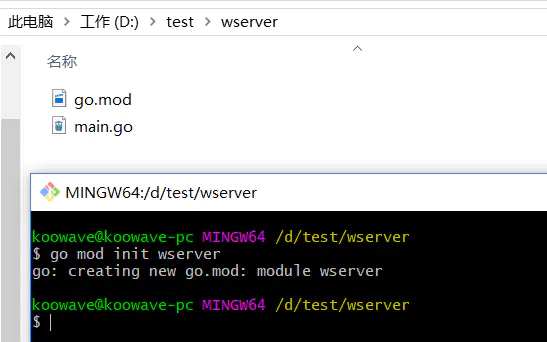 此电脑 工作 (D:) test wserver
名称
go.mod
main.go
MINGW64:/d/test/wserver
koowave@koowave-pc MINGW64 /d/test/wserver
$ go mod init wserver
go: creating new go.mod: module wserver
koowave@koowave-pc MINGW64 /d/test/wserver
$